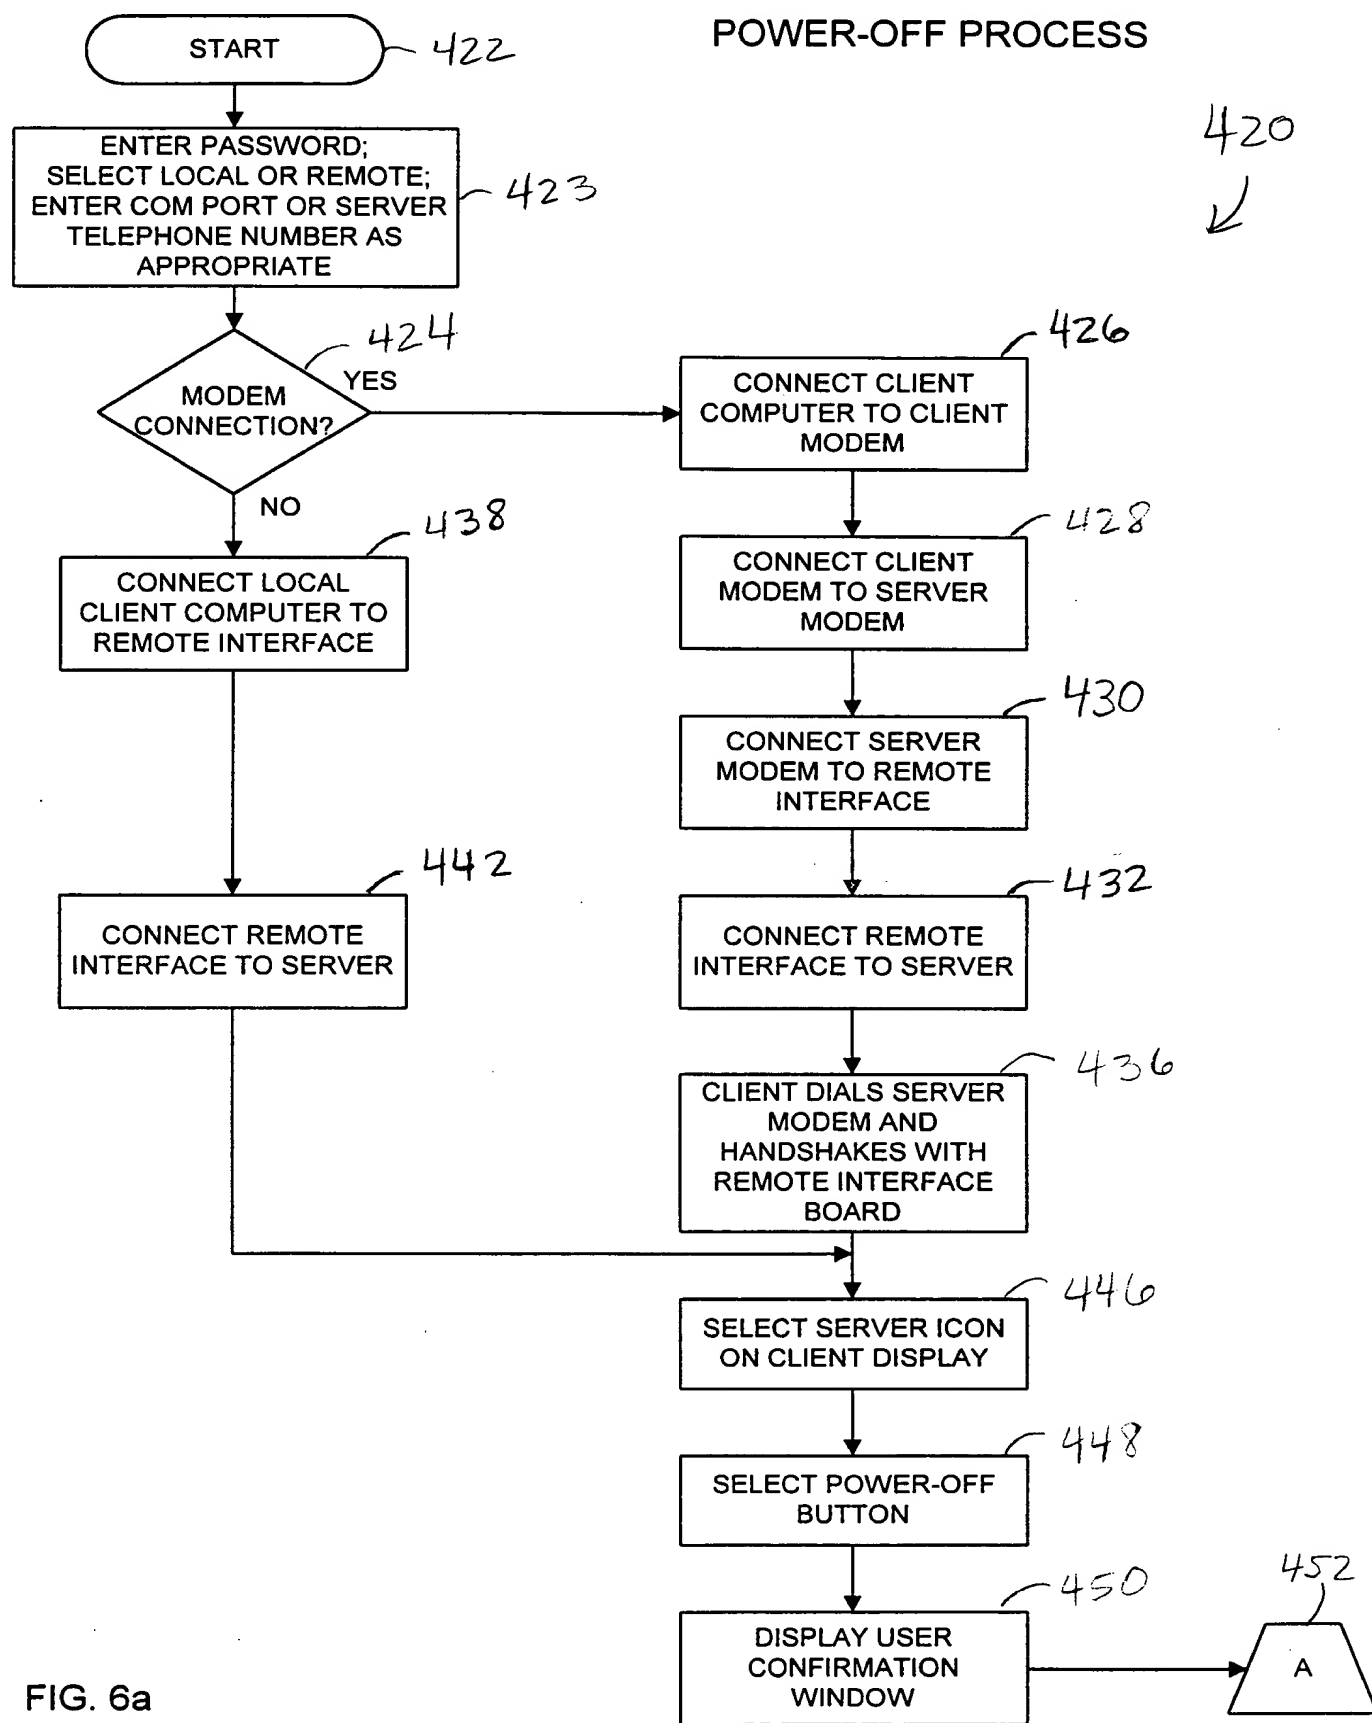 POWER-OFF PROCESS
420
START
422
ENTER PASSWORD;
SELECT LOCAL OR REMOTE;
ENTER COM PORT OR SERVER
TELEPHONE NUMBER AS
APPROPRIATE
423
424
MODEM
CONNECTION?
YES
NO
426
CONNECT CLIENT
COMPUTER TO CLIENT
MODEM
428
CONNECT CLIENT
MODEM TO SERVER
MODEM
430
CONNECT SERVER
MODEM TO REMOTE
INTERFACE
432
CONNECT REMOTE
INTERFACE TO SERVER
436
CLIENT DIALS SERVER
MODEM AND
HANDSHAKES WITH
REMOTE INTERFACE
BOARD
438
CONNECT LOCAL
CLIENT COMPUTER TO
REMOTE INTERFACE
442
CONNECT REMOTE
INTERFACE TO SERVER
446
SELECT SERVER ICON
ON CLIENT DISPLAY
448
SELECT POWER-OFF
BUTTON
450
DISPLAY USER
CONFIRMATION
WINDOW
452
A
FIG. 6a